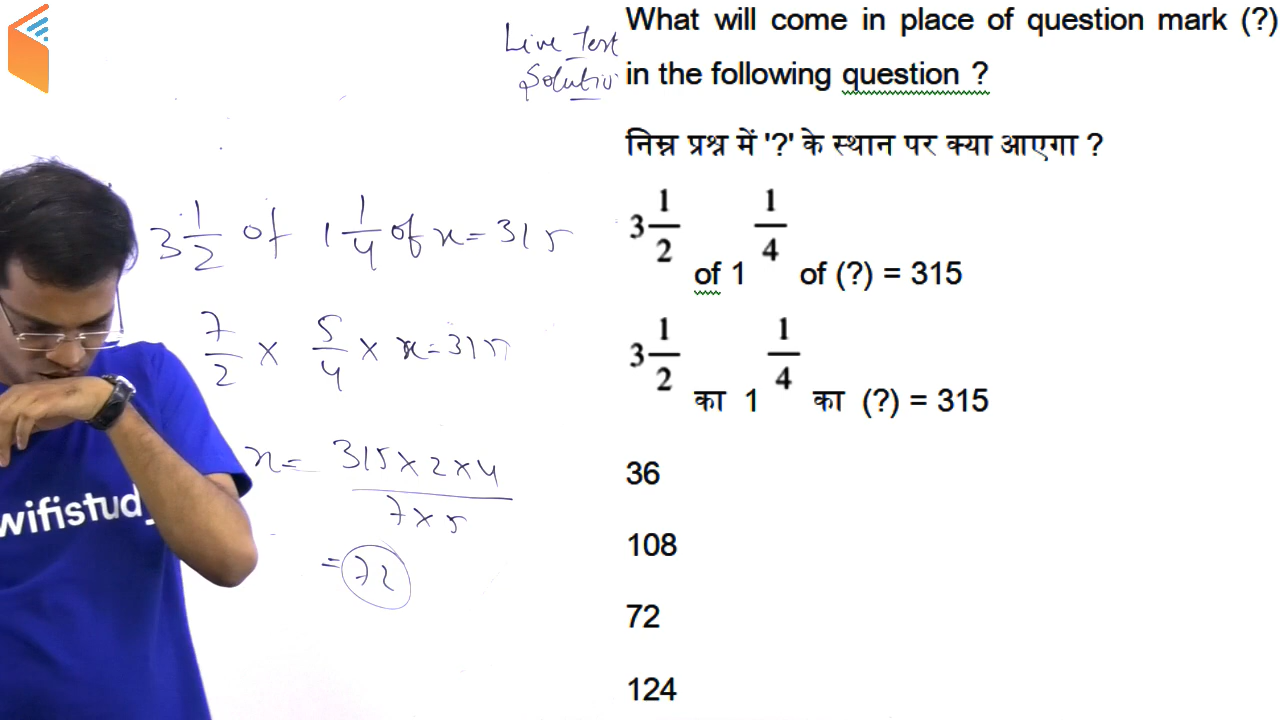 Live Test
Solutio
3 1/2 of 1 1/4 of x = 315
7/2 × 5/4 × x = 315
x = 315 × 2 × 4 / 7 × 5
= 72
wifistudy
What will come in place of question mark (?)
in the following question ?
निम्न प्रश्न में '?' के स्थान पर क्या आएगा ?
3 1/2 of 1 1/4 of (?) = 315
3 1/2 का 1 1/4 का (?) = 315
36
108
72
124